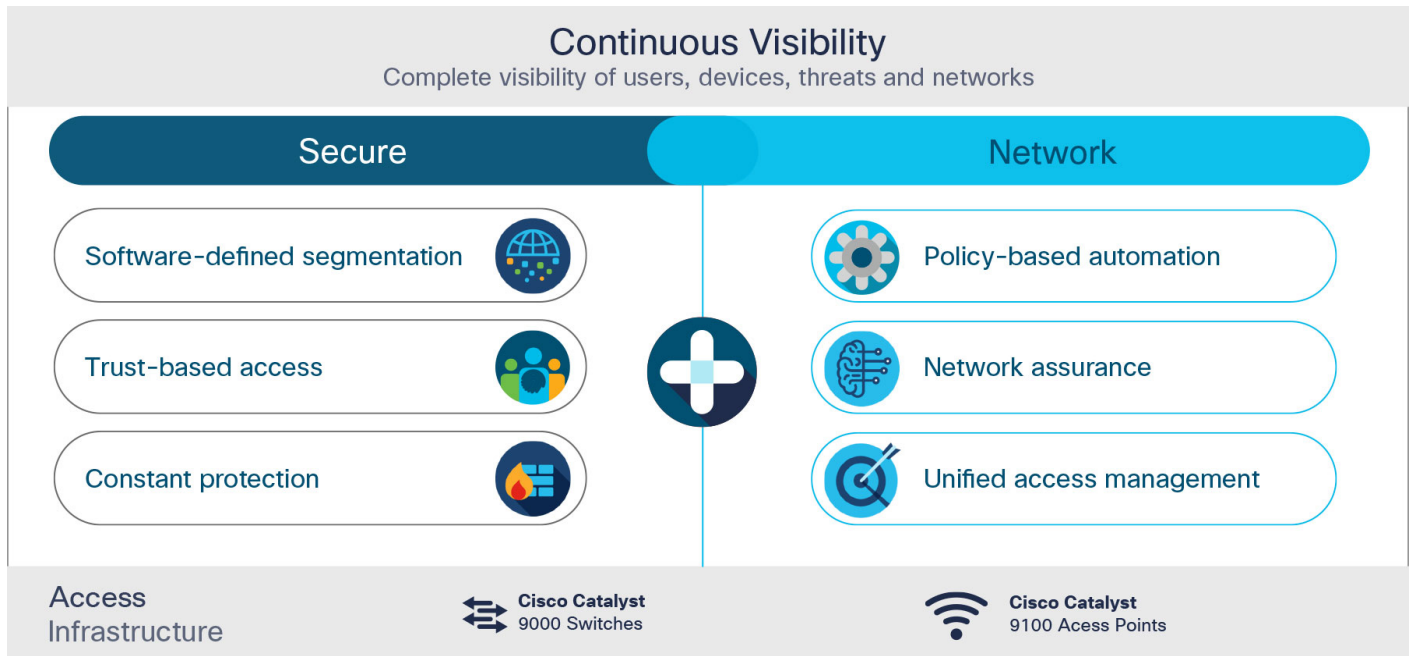 Continuous Visibility
Complete visibility of users, devices, threats and networks
Secure
Network
Software-defined segmentation
Policy-based automation
Trust-based access
Network assurance
Constant protection
Unified access management
Access
Infrastructure
Cisco Catalyst
9000 Switches
Cisco Catalyst
9100 Acess Points